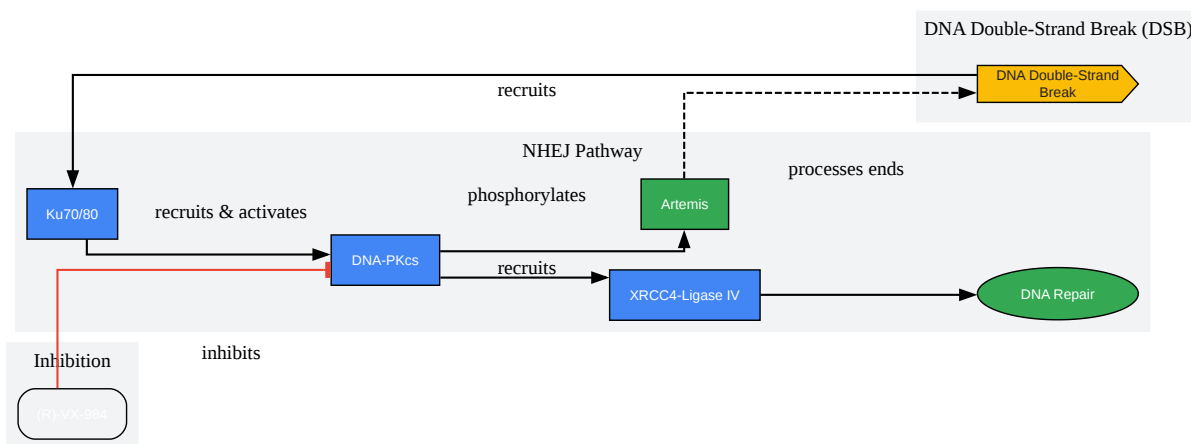 DNA Double-Strand Break (DSB)
DNA Double-Strand
Break
recruits
NHEJ Pathway
processes ends
phosphorylates
Artemis
Ku70/80
recruits & activates
DNA-PKcs
recruits
XRCC4-Ligase IV
DNA Repair
inhibits
Inhibition
(R)-VX-984